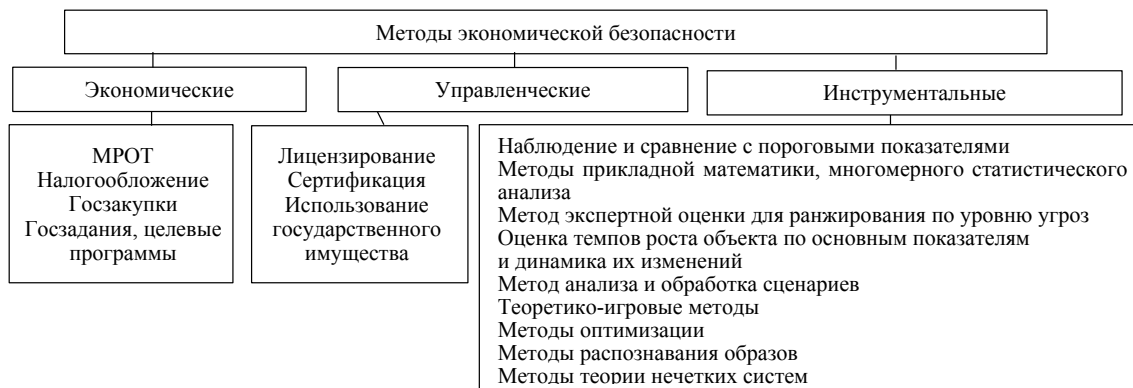 Методы экономической безопасности
Экономические
Управленческие
Инструментальные
МРОТ
Налогообложение
Госзакупки
Госзадания, целевые
программы
Лицензирование
Сертификация
Использование
государственного
имущества
Наблюдение и сравнение с пороговыми показателями
Методы прикладной математики, многомерного статистического
анализа
Метод экспертной оценки для ранжирования по уровню угроз
Оценка темпов роста объекта по основным показателям
и динамика их изменений
Метод анализа и обработка сценариев
Теоретико-игровые методы
Методы оптимизации
Методы распознавания образов
Методы теории нечетких систем